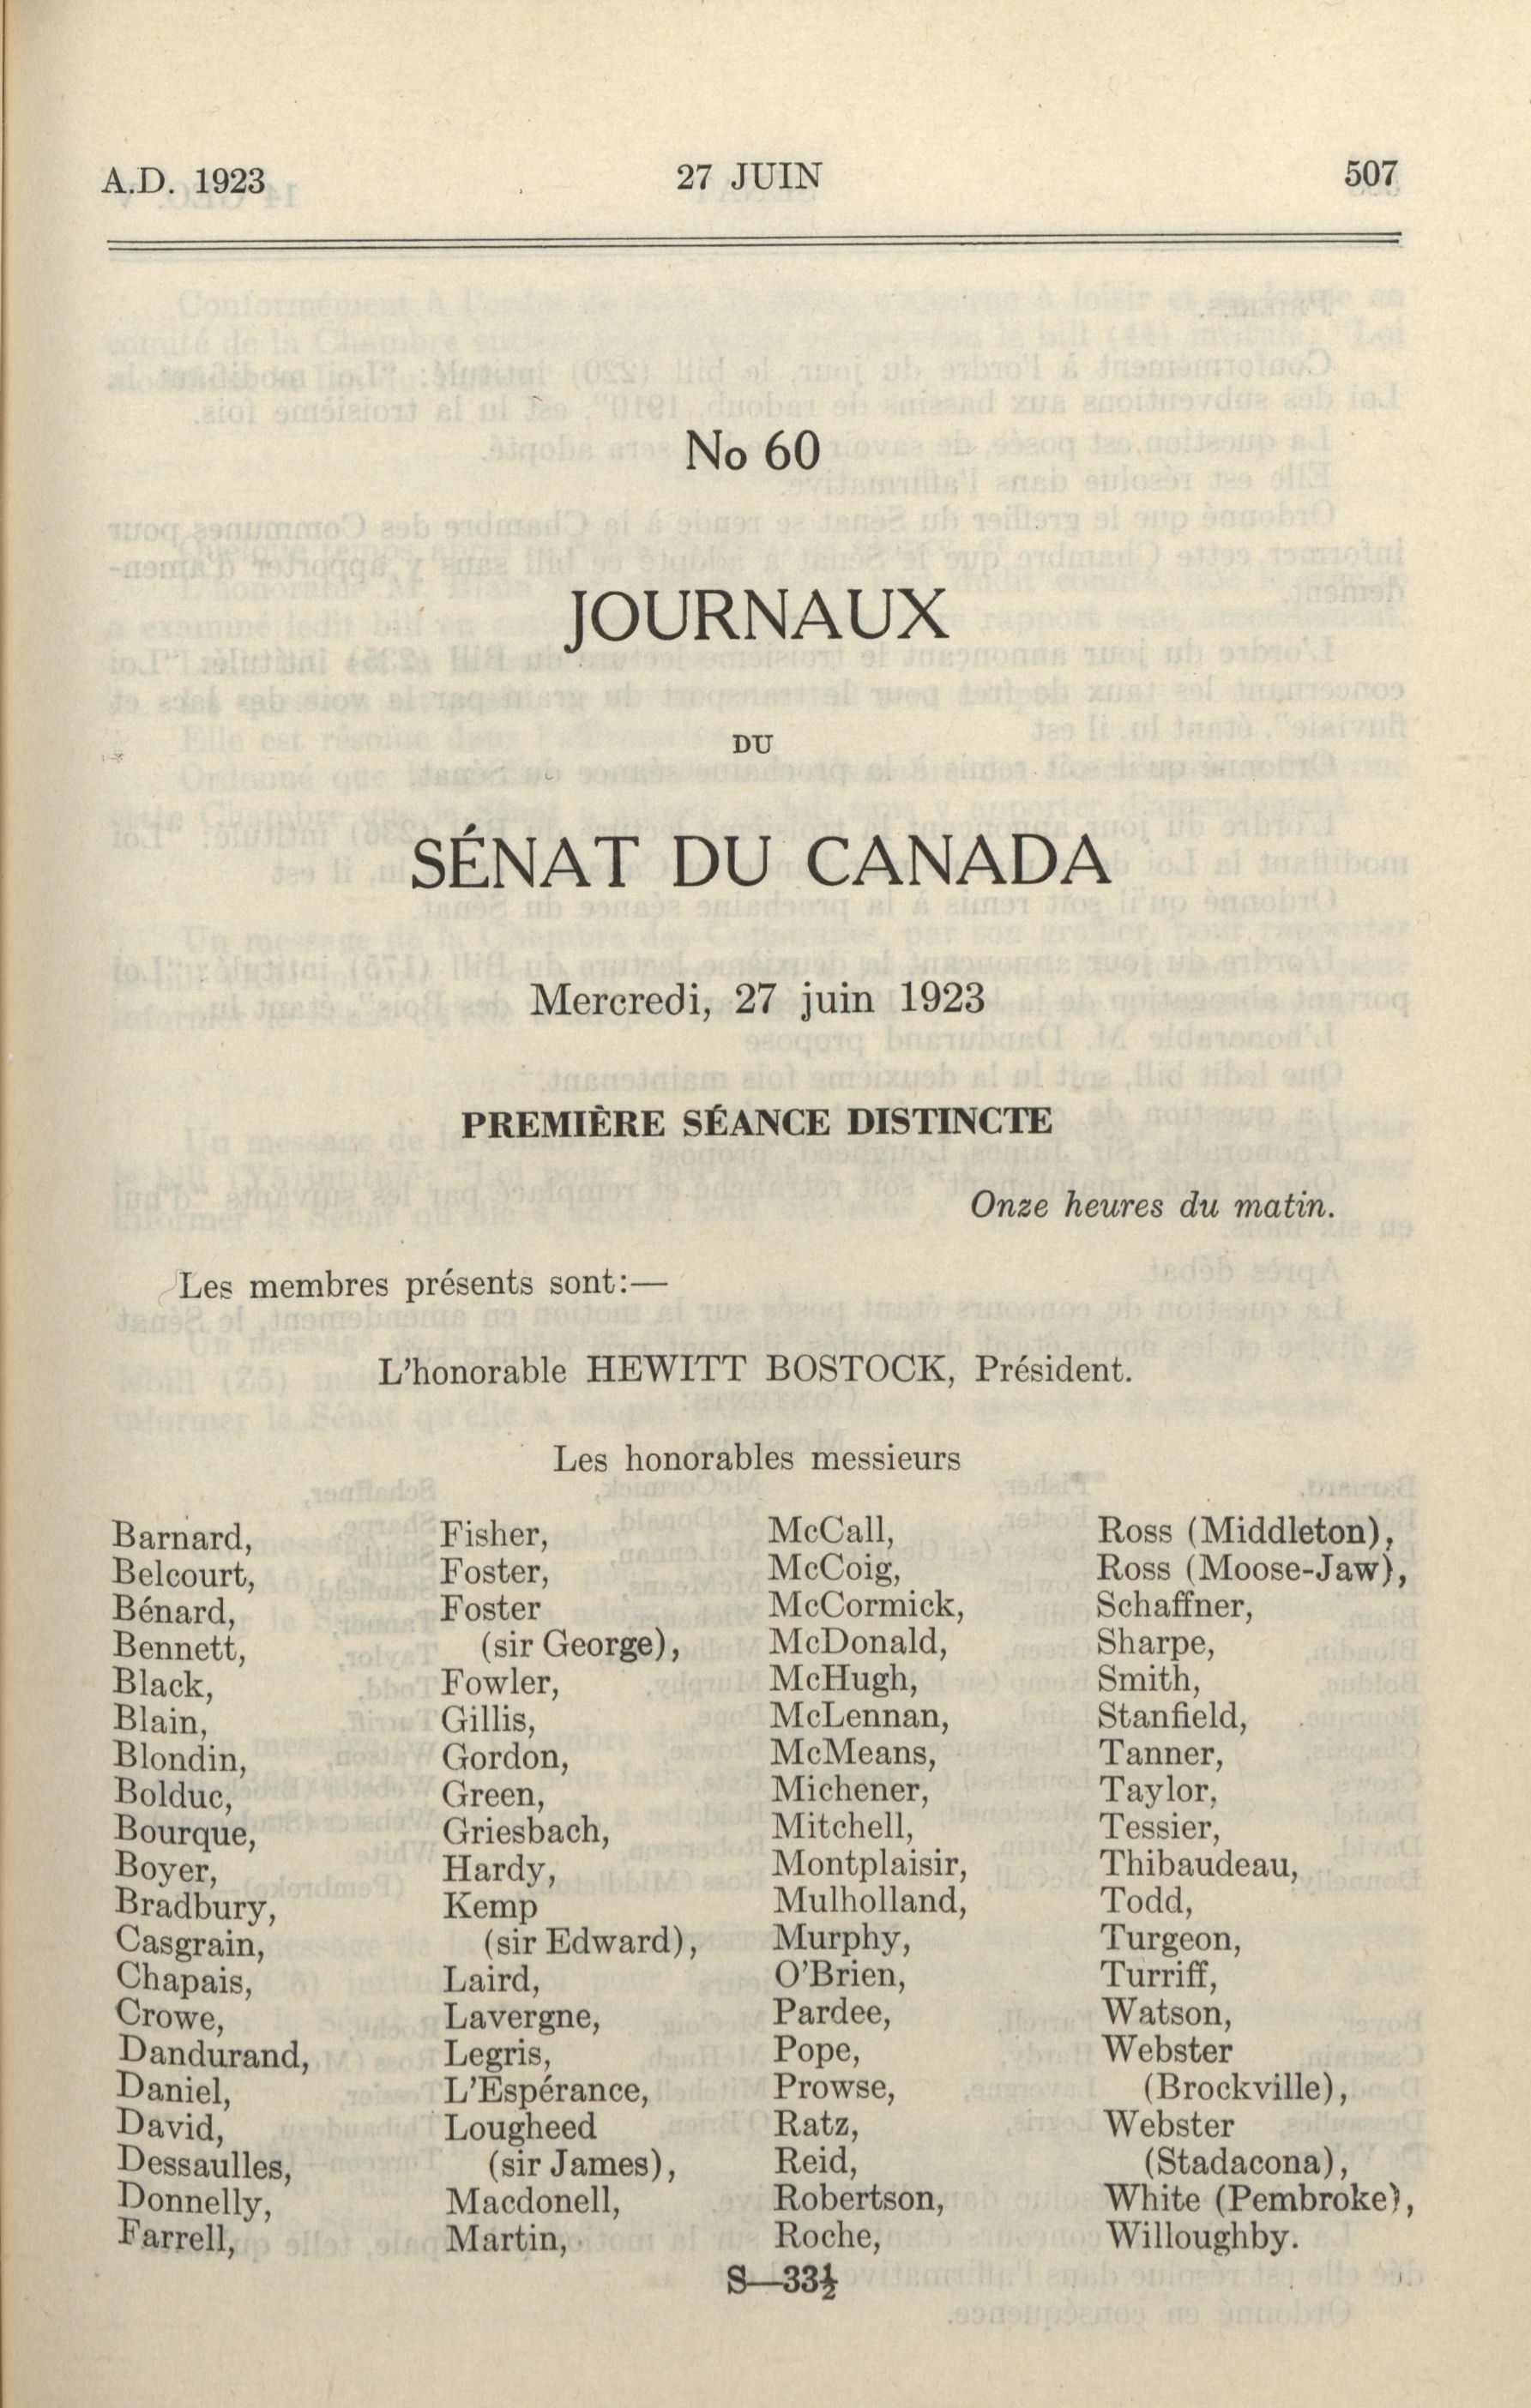 A.D. 1923 27 JUIN 507
No 60
JOURNAUX
DU
SÉNAT DU CANADA
Mercredi, 27 juin 1923
PREMIÈRE SÉANCE DISTINCTE
Onze heures du matin.
Les membres présents sont:—
L'honorable HEWITT BOSTOCK, Président.
Les honorables messieurs
Barnard,
Belcourt,
Bénard,
Bennett,
Black,
Blain,
Blondin,
Bolduc,
Bourque,
Boyer,
Bradbury,
Casgrain,
Chapais,
Crowe,
Dandurand,
Daniel,
David,
Dessaulles,
Donnelly,
Farrell,
Fisher,
Foster,
Foster
(sir George),
Fowler,
Gillis,
Gordon,
Green,
Griesbach,
Hardy,
Kemp
(sir Edward),
Laird,
Lavergne,
Legris,
L'Espérance,
Lougheed
(sir James),
Macdonell,
Martin,
McCall,
McCoig,
McCormick,
McDonald,
McHugh,
McLennan,
McMeans,
Michener,
Mitchell,
Montplaisir,
Mulholland,
Murphy,
O'Brien,
Pardee,
Pope,
Prowse,
Ratz,
Reid,
Robertson,
Roche,
Ross (Middleton),
Ross (Moose-Jaw),
Schaffner,
Sharpe,
Smith,
Stanfield,
Tanner,
Taylor,
Tessier,
Thibaudeau,
Todd,
Turgeon,
Turriff,
Watson,
Webster
(Brockville),
Webster
(Stadacona),
White (Pembroke),
Willoughby.
S—33½